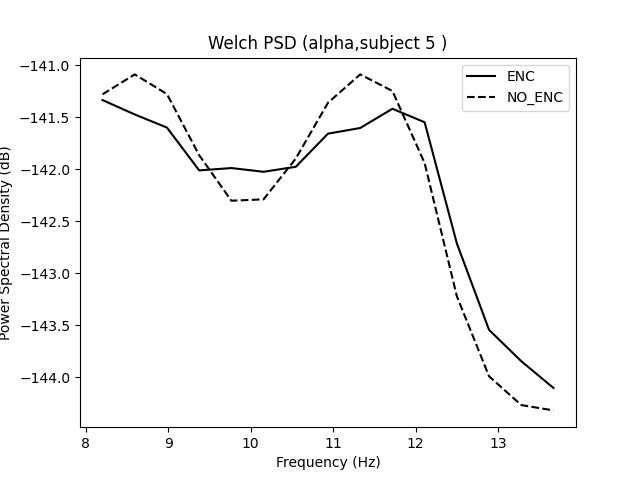 Welch PSD (alpha,subject 5 )
ENC
NO_ENC
−141.0
−141.5
−142.0
−142.5
−143.0
−143.5
−144.0
Power Spectral Density (dB)
8 9 10 11 12 13
Frequency (Hz)